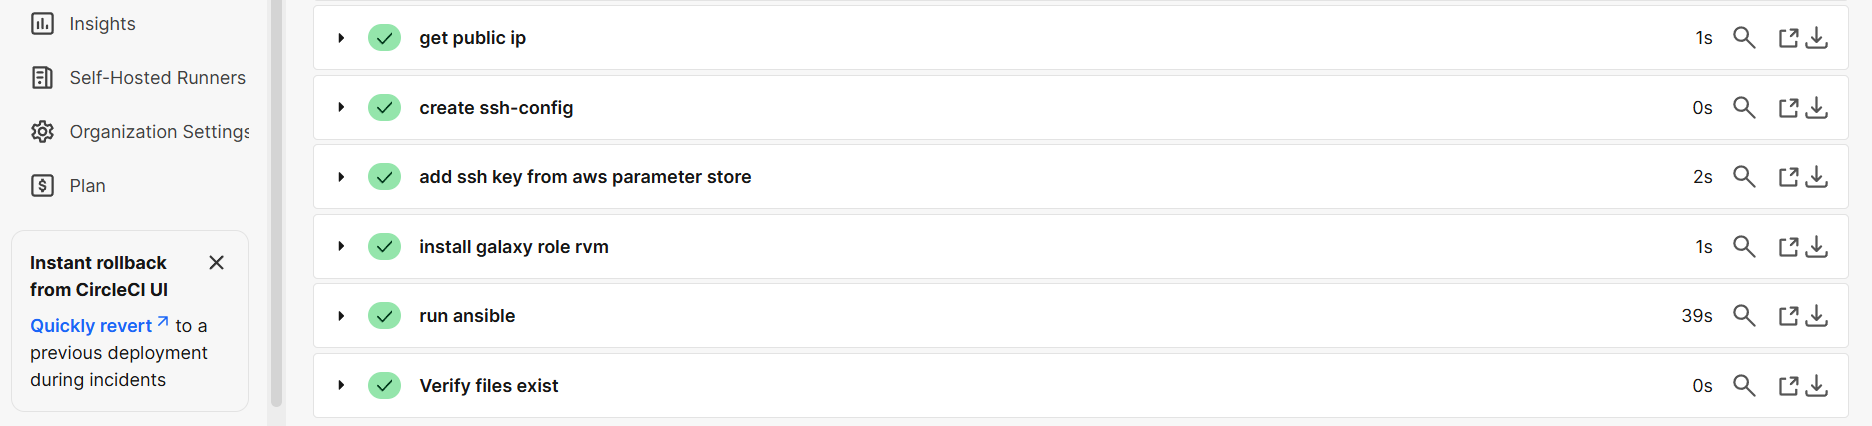 Insights
Self-Hosted Runners
Organization Settings
Plan
Instant rollback
from CircleCI UI
Quickly revert to a
previous deployment
during incidents
get public ip 1s
create ssh-config 0s
add ssh key from aws parameter store 2s
install galaxy role rvm 1s
run ansible 39s
Verify files exist 0s